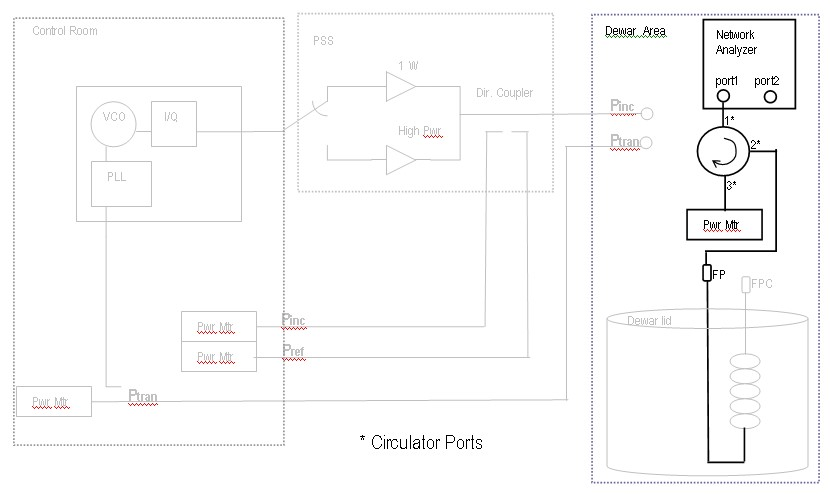 Control Room
PSS
Dewar Area
Network
Analyzer
port1
port2
1 W
Dir. Coupler
VCO
I/Q
High Pwr
Pinc
Ptran
1*
2*
3*
PLL
Pwr Mtr
FP
FPC
Dewar lid
Pwr Mtr
Pinc
Pwr Mtr
Pref
Pwr Mtr
Ptran
* Circulator Ports